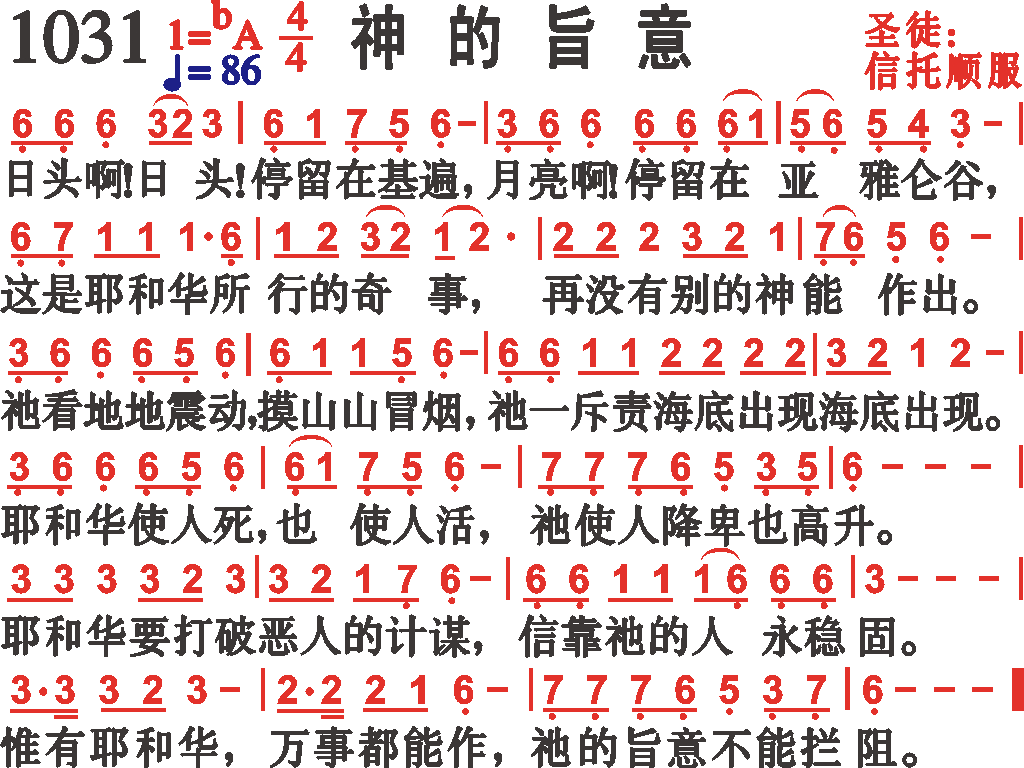 1031 1=ᵇA 4/4 神的旨意 圣徒：
♩=86 信托顺服
6 6 6 32 3 | 6 1 7 5 6 - | 3 6 6 6 6 61 | 56 5 4 3 - |
日头啊!日 头!停留在基遍,月亮啊!停留在 亚 雅仑谷,
6 7 1 1 1·6 | 1 2 32 1 2 · | 2 2 2 3 2 1 | 76 5 6 - |
这是耶和华所 行的奇 事, 再没有别的神能 作出。
3 6 6 6 5 6 | 6 1 1 5 6 - | 6 6 1 1 2 2 2 2 | 3 2 1 2 - |
祂看地地震动,摸山山冒烟,祂一斥责海底出现海底出现。
3 6 6 6 5 6 | 61 7 5 6 - | 7 7 7 6 5 3 5 | 6 - - - |
耶和华使人死,也 使人活, 祂使人降卑也高升。
3 3 3 3 2 3 | 3 2 1 7 6 - | 6 6 1 1 1 6 6 6 | 3 - - - |
耶和华要打破恶人的计谋, 信靠祂的人 永稳固。
3·3 3 2 3 - | 2·2 2 1 6 - | 7 7 7 6 5 3 7 | 6 - - -
惟有耶和华, 万事都能作, 祂的旨意不能拦阻。